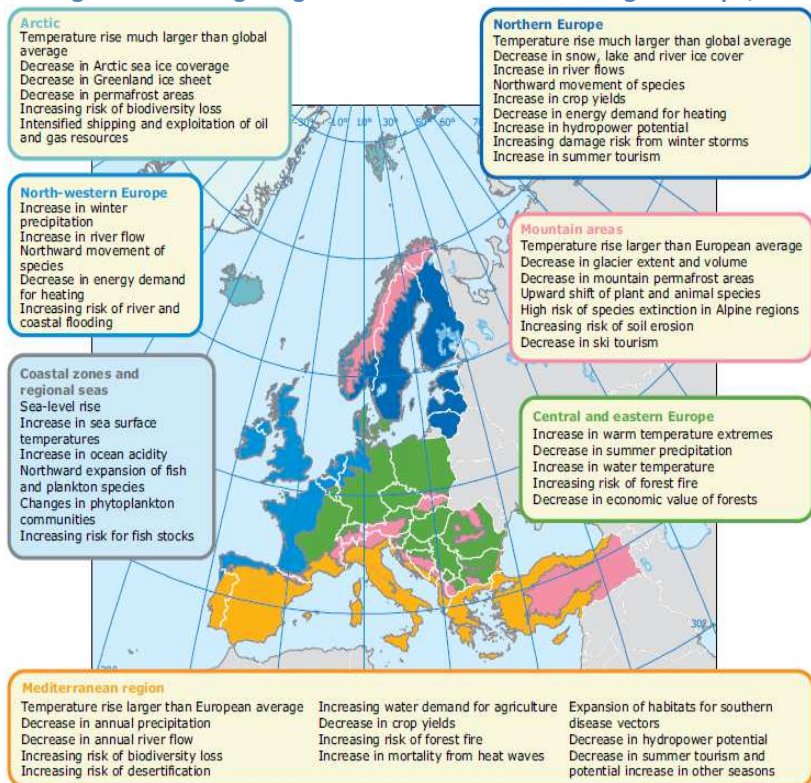 Arctic
Temperature rise much larger than global
average
Decrease in Arctic sea ice coverage
Decrease in Greenland ice sheet
Decrease in permafrost areas
Increasing risk of biodiversity loss
Intensified shipping and exploitation of oil
and gas resources
Northern Europe
Temperature rise much larger than global average
Decrease in snow, lake and river ice cover
Increase in river flows
Northward movement of species
Increase in crop yields
Decrease in energy demand for heating
Increase in hydropower potential
Increasing damage risk from winter storms
Increase in summer tourism
-30°
-10°
10°
30°
50°
60°
70°
North-western Europe
Increase in winter
precipitation
Increase in river flow
Northward movement of
species
Decrease in energy demand
for heating
Increasing risk of river and
coastal flooding
Mountain areas
Temperature rise larger than European average
Decrease in glacier extent and volume
Decrease in mountain permafrost areas
Upward shift of plant and animal species
High risk of species extinction in Alpine regions
Increasing risk of soil erosion
Decrease in ski tourism
Coastal zones and
regional seas
Sea-level rise
Increase in sea surface
temperatures
Increase in ocean acidity
Northward expansion of fish
and plankton species
Changes in phytoplankton
communities
Increasing risk for fish stocks
Central and eastern Europe
Increase in warm temperature extremes
Decrease in summer precipitation
Increase in water temperature
Increasing risk of forest fire
Decrease in economic value of forests
30°
Mediterranean region
Temperature rise larger than European average
Decrease in annual precipitation
Decrease in annual river flow
Increasing risk of biodiversity loss
Increasing risk of desertification
Increasing water demand for agriculture
Decrease in crop yields
Increasing risk of forest fire
Increase in mortality from heat waves
Expansion of habitats for southern
disease vectors
Decrease in hydropower potential
Decrease in summer tourism and
potential increase in other seasons